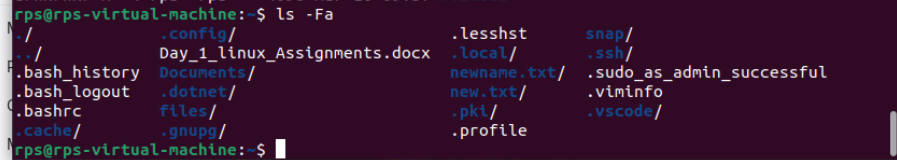 rps@rps-virtual-machine:~$ ls -Fa
./ .config/ .lesshst snap/
../ Day_1_linux_Assignments.docx .local/ .ssh/
.bash_history Documents/ newname.txt/ .sudo_as_admin_successful
.bash_logout .dotnet/ new.txt/ .viminfo
.bashrc files/ .pki/ .vscode/
.cache/ .gnupg/ .profile
rps@rps-virtual-machine:~$